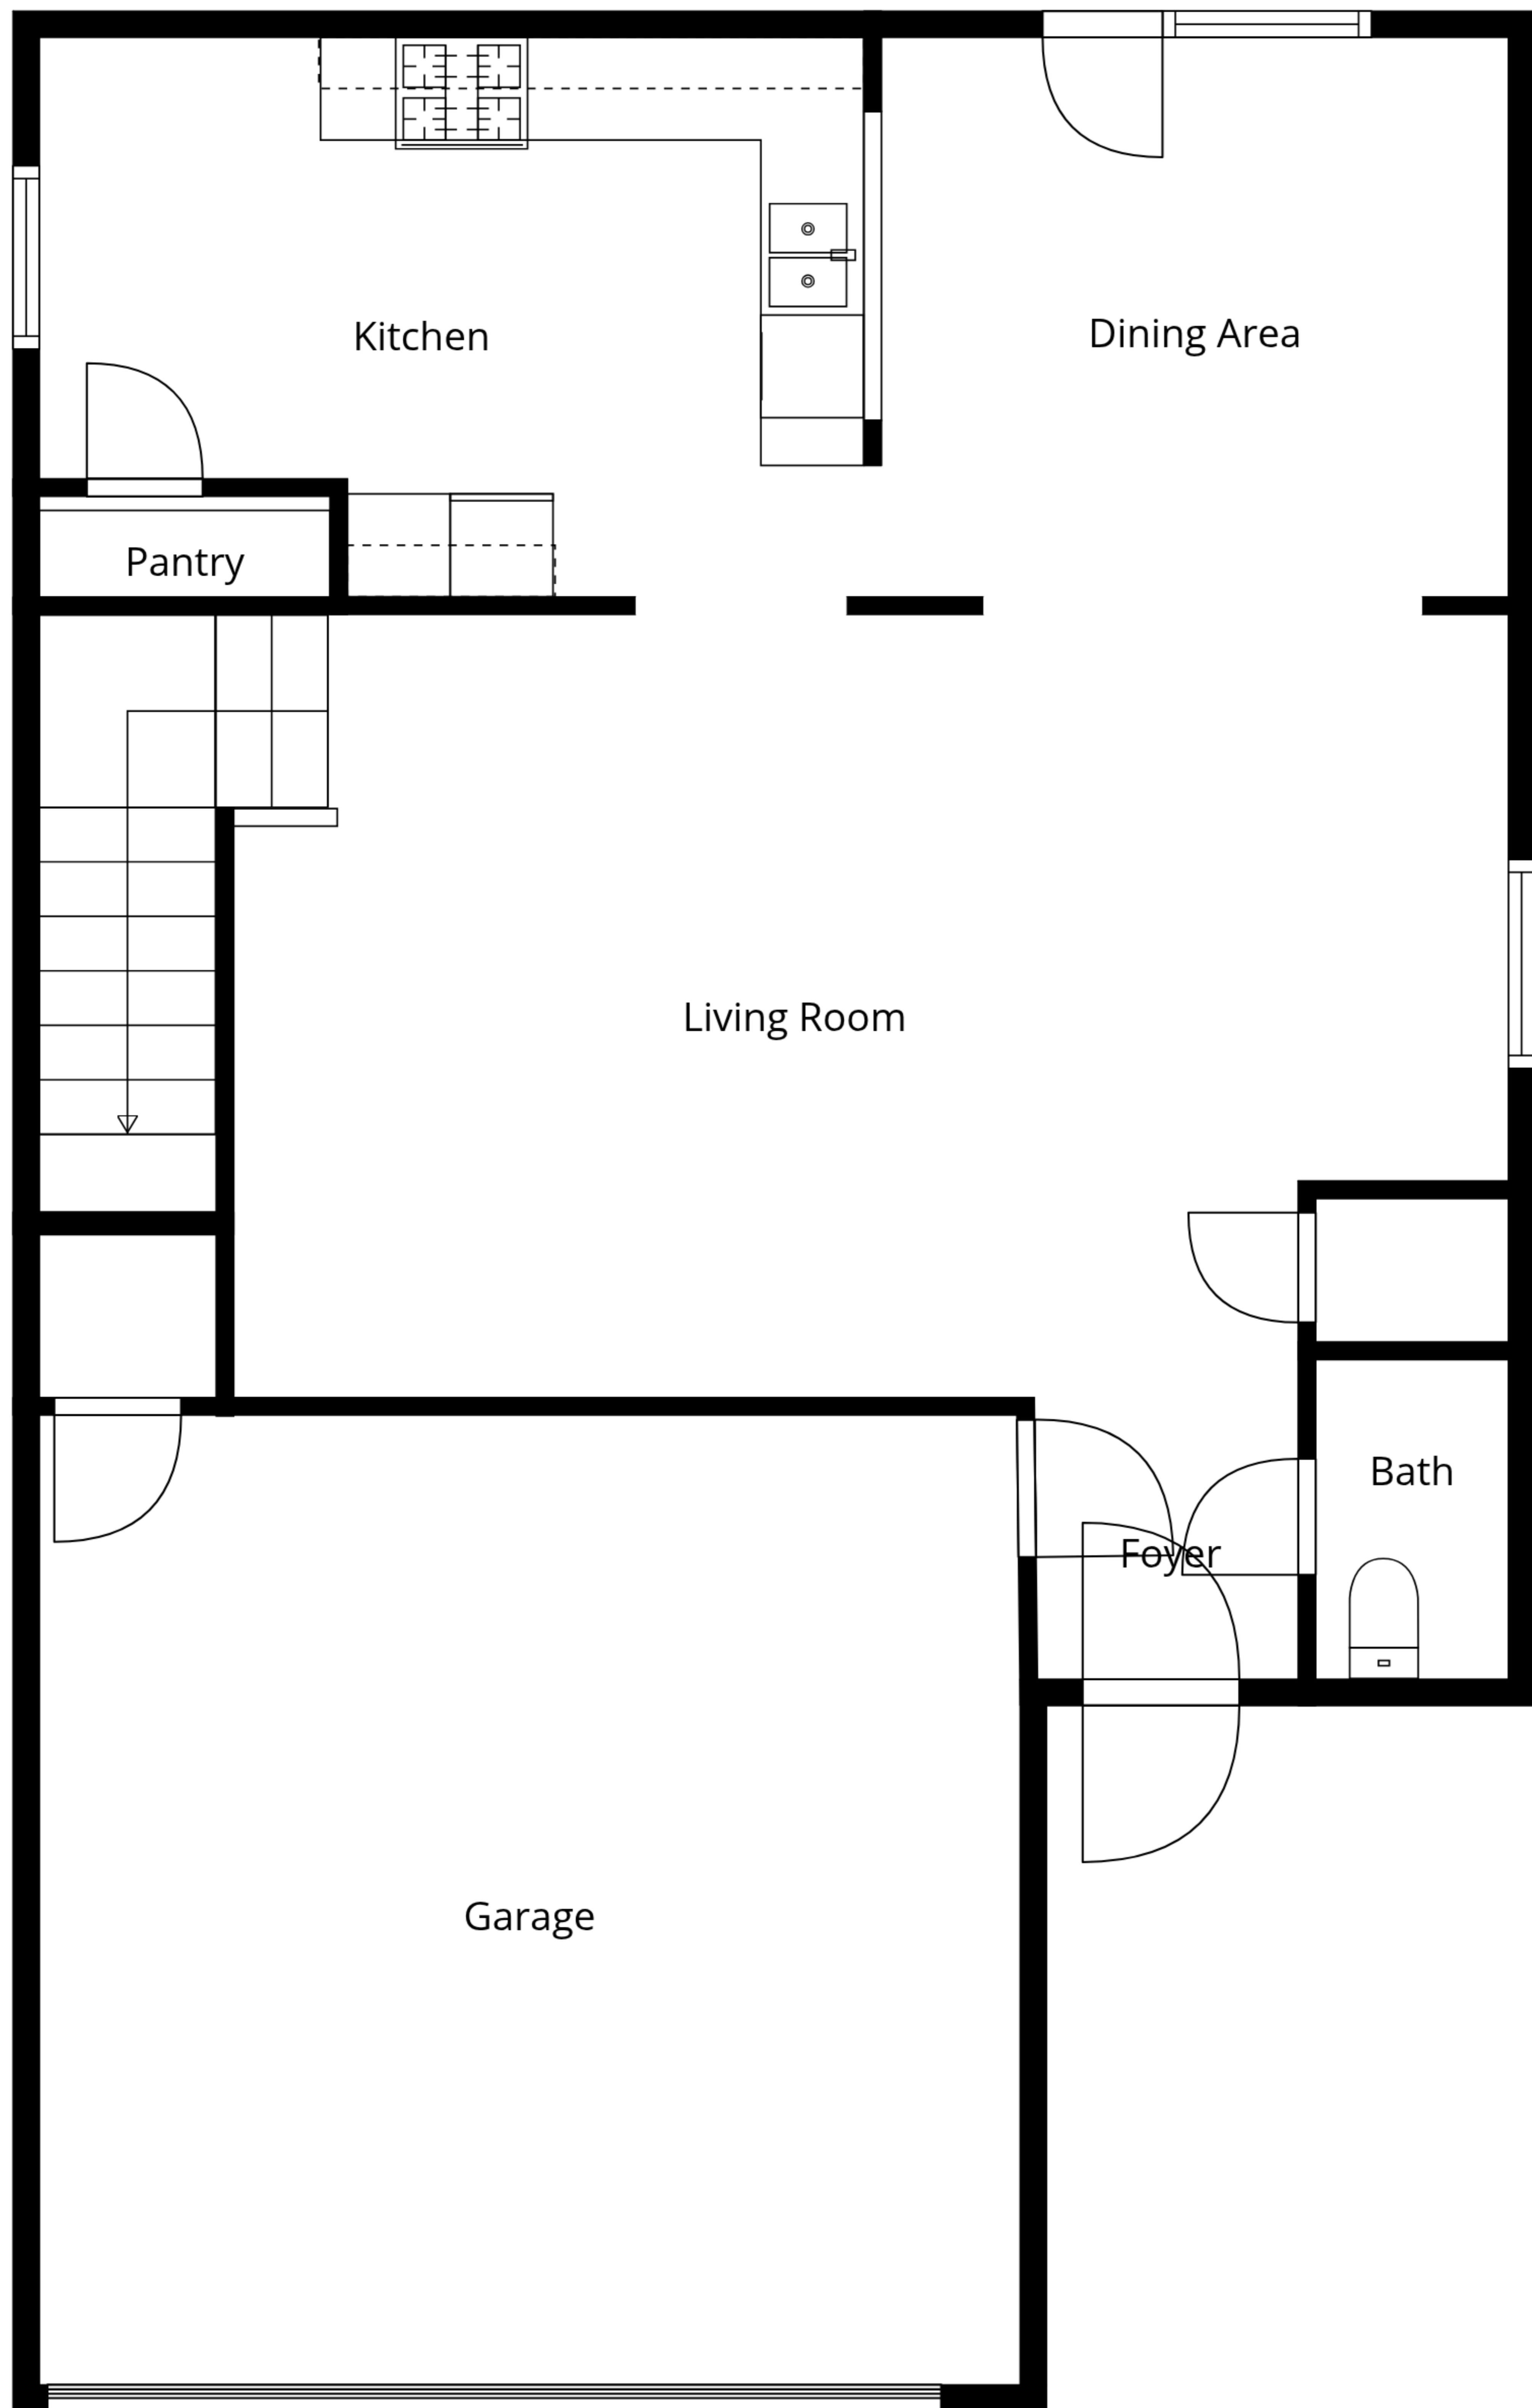 Kitchen
Dining Area
Pantry
Living Room
Bath
Foyer
Garage